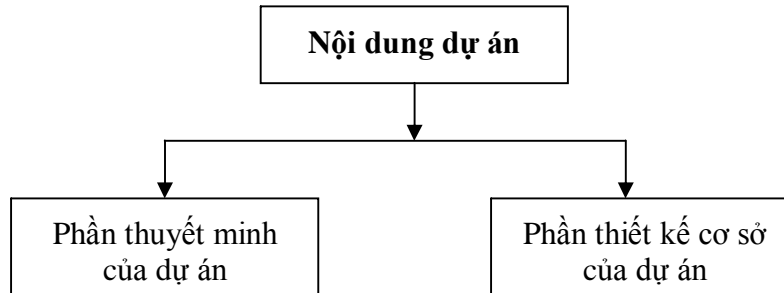 Nội dung dự án
Phần thuyết minh
của dự án
Phần thiết kế cơ sở
của dự án